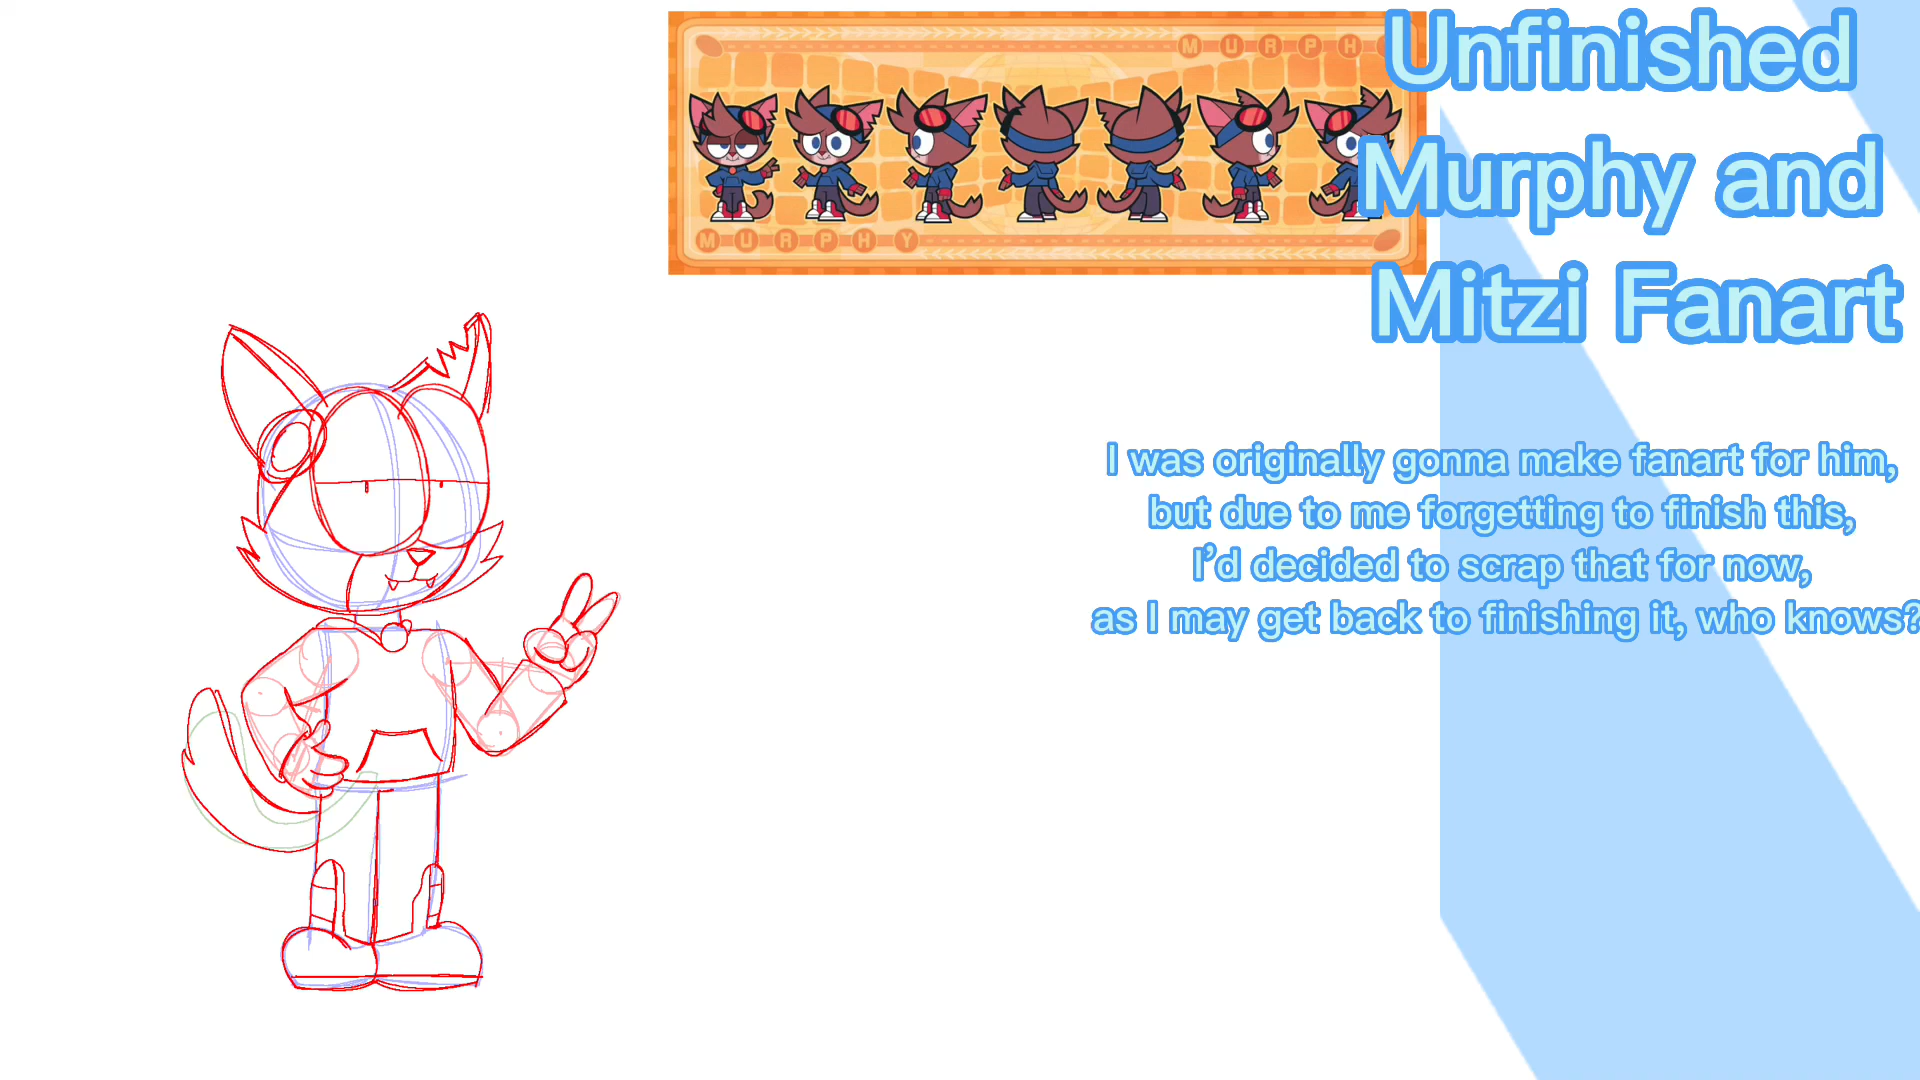 MURPH
Unfinished
Murphy and
Mitzi Fanart
MURPHY
I was originally gonna make fanart for him,
but due to me forgetting to finish this,
I'd decided to scrap that for now,
as I may get back to finishing it, who knows?